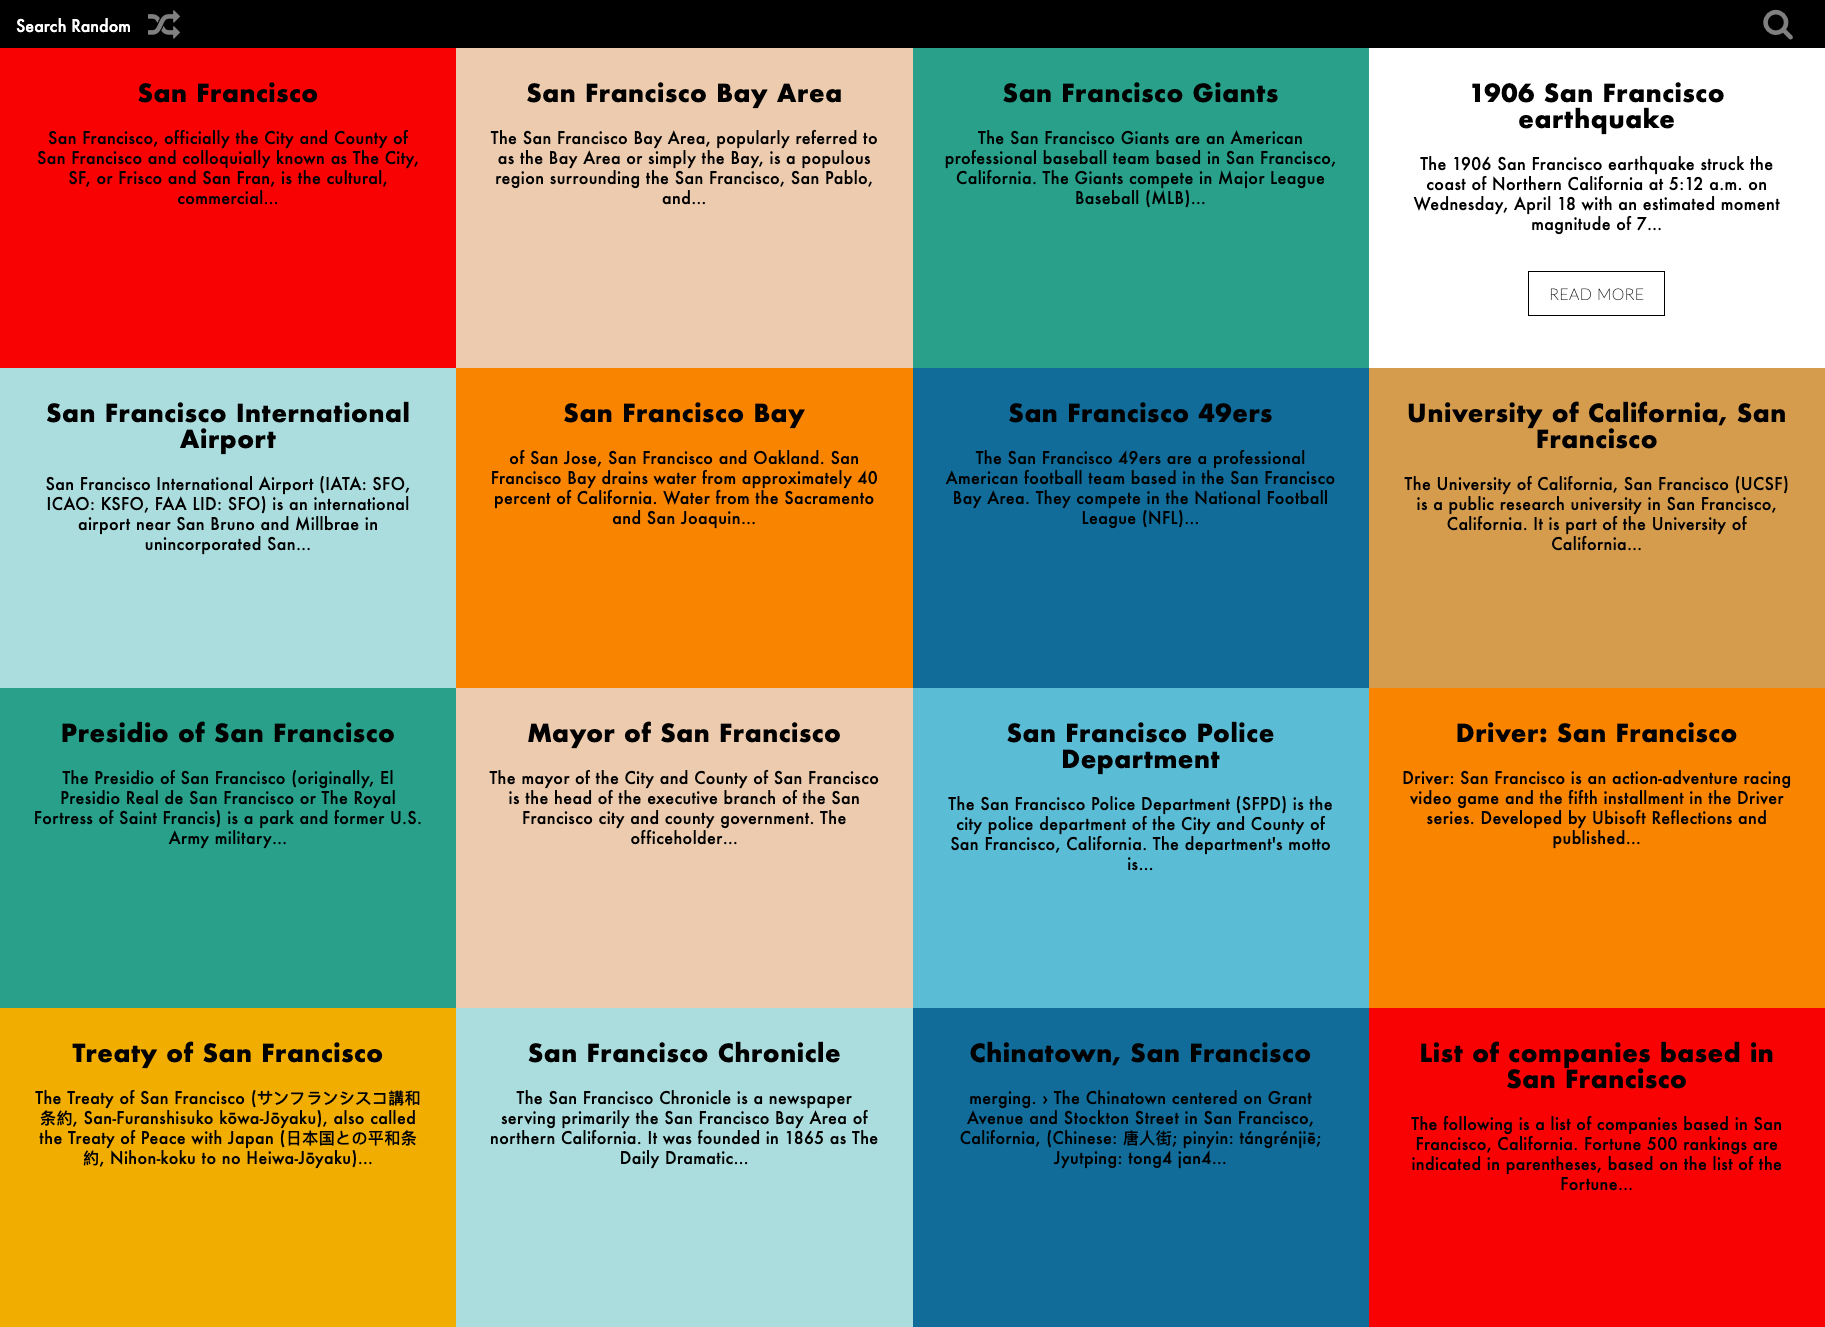 Search Random
San Francisco
San Francisco, officially the City and County of
San Francisco and colloquially known as The City,
SF, or Frisco and San Fran, is the cultural,
commercial...
San Francisco Bay Area
The San Francisco Bay Area, popularly referred to
as the Bay Area or simply the Bay, is a populous
region surrounding the San Francisco, San Pablo,
and...
San Francisco Giants
The San Francisco Giants are an American
professional baseball team based in San Francisco,
California. The Giants compete in Major League
Baseball (MLB)...
1906 San Francisco
earthquake
The 1906 San Francisco earthquake struck the
coast of Northern California at 5:12 a.m. on
Wednesday, April 18 with an estimated moment
magnitude of 7...
READ MORE
San Francisco International
Airport
San Francisco International Airport (IATA: SFO,
ICAO: KSFO, FAA LID: SFO) is an international
airport near San Bruno and Millbrae in
unincorporated San...
San Francisco Bay
of San Jose, San Francisco and Oakland. San
Francisco Bay drains water from approximately 40
percent of California. Water from the Sacramento
and San Joaquin...
San Francisco 49ers
The San Francisco 49ers are a professional
American football team based in the San Francisco
Bay Area. They compete in the National Football
League (NFL)...
University of California, San
Francisco
The University of California, San Francisco (UCSF)
is a public research university in San Francisco,
California. It is part of the University of
California...
Presidio of San Francisco
The Presidio of San Francisco (originally, El
Presidio Real de San Francisco or The Royal
Fortress of Saint Francis) is a park and former U.S.
Army military...
Mayor of San Francisco
The mayor of the City and County of San Francisco
is the head of the executive branch of the San
Francisco city and county government. The
officeholder...
San Francisco Police
Department
The San Francisco Police Department (SFPD) is the
city police department of the City and County of
San Francisco, California. The department's motto
is...
Driver: San Francisco
Driver: San Francisco is an action-adventure racing
video game and the fifth installment in the Driver
series. Developed by Ubisoft Reflections and
published...
Treaty of San Francisco
The Treaty of San Francisco (サンフランシスコ講和
条約, San-Furanshisuko kōwa-Jōyaku), also called
the Treaty of Peace with Japan (日本国との平和条
約, Nihon-koku to no Heiwa-Jōyaku)...
San Francisco Chronicle
The San Francisco Chronicle is a newspaper
serving primarily the San Francisco Bay Area of
northern California. It was founded in 1865 as The
Daily Dramatic...
Chinatown, San Francisco
merging. › The Chinatown centered on Grant
Avenue and Stockton Street in San Francisco,
California, (Chinese: 唐人街; pinyin: tángrénjiē;
Jyutping: tong4 jan4...
List of companies based in
San Francisco
The following is a list of companies based in San
Francisco, California. Fortune 500 rankings are
indicated in parentheses, based on the list of the
Fortune...